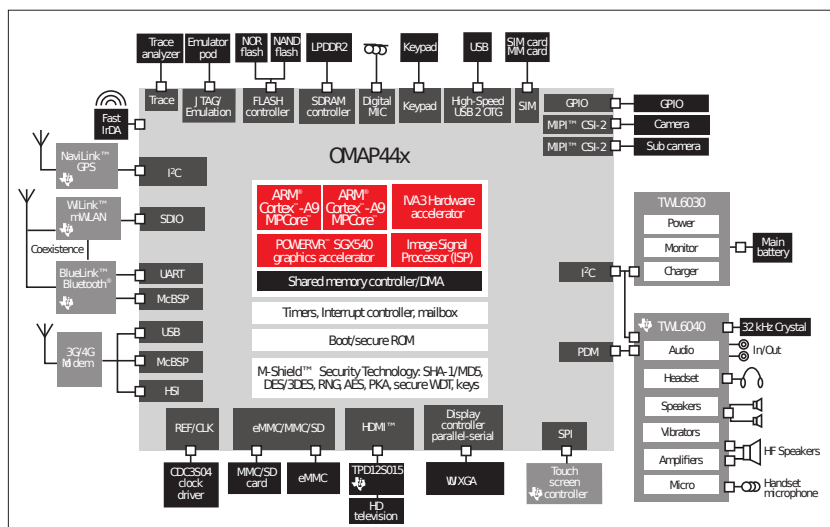 Trace
analyzer
Emulator
pod
NOR
flash
NAND
flash
LPDDR2
Keypad
USB
SIM card
MM card
Trace
JTAG/
Emulation
FLASH
controller
SDRAM
controller
Digital
MIC
Keypad
High-Speed
USB 2 OTG
SIM
GPIO
GPIO
MIPI™ CSI-2
Camera
MIPI™ CSI-2
Sub camera
Fast
IrDA
OMAP44x
NaviLink™
GPS
I²C
WiLink™
mWLAN
SDIO
Coexistence
BlueLink™
Bluetooth®
UART
McBSP
3G/4G
Modem
USB
McBSP
HSI
ARM®
Cortex™-A9
MPCore™
ARM®
Cortex™-A9
MPCore™
IVA3 Hardware
accelerator
POWERVR™ SGX540
graphics accelerator
Image Signal
Processor (ISP)
Shared memory controller/DMA
Timers, Interrupt controller, mailbox
Boot/secure ROM
M-Shield™ Security Technology: SHA-1/MD5,
DES/3DES, RNG, AES, PKA, secure WDT, keys
I²C
PDM
TWL6030
Power
Monitor
Charger
Main
battery
TWL6040
32 kHz Crystal
Audio
In/Out
Headset
Speakers
Vibrators
Amplifiers
HF Speakers
Micro
Handset
microphone
REF/CLK
eMMC/MMC/SD
HDMI™
Display
controller
parallel-serial
SPI
CDC3S04
clock
driver
MMC/SD
card
eMMC
TPD12S015
HD
television
WUXGA
Touch
screen
controller